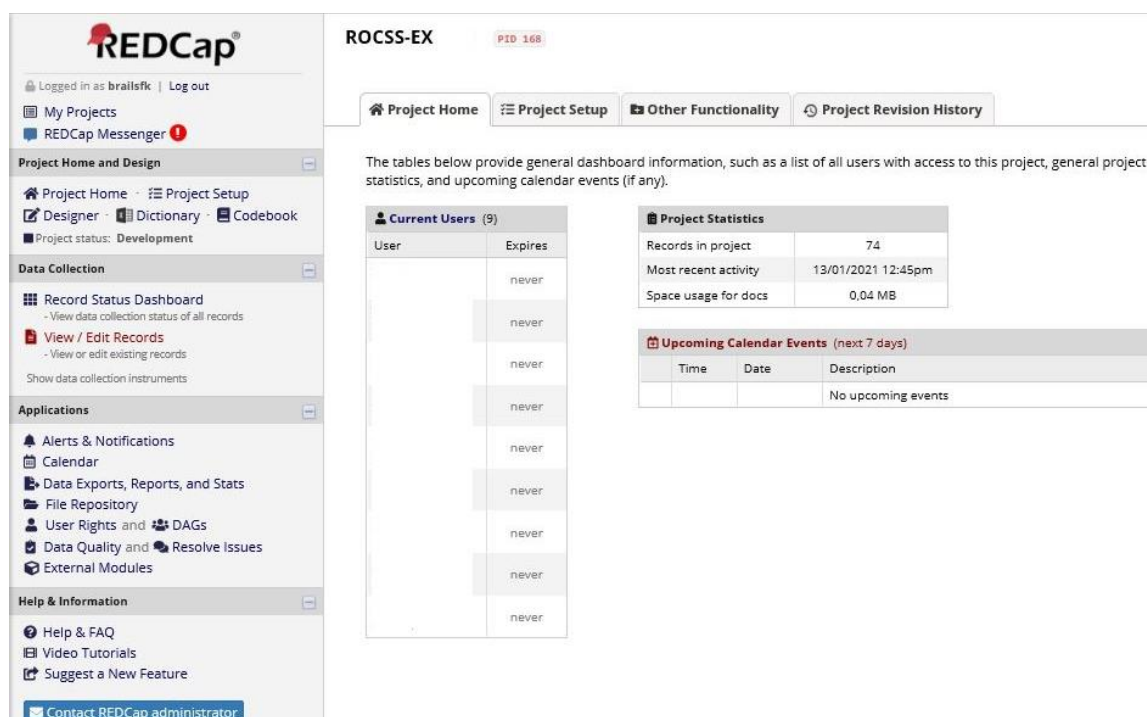 REDCap®
Logged in as brailsfk | Log out
My Projects
REDCap Messenger
Project Home and Design
Project Home · Project Setup
Designer · Dictionary · Codebook
Project status: Development
Data Collection
Record Status Dashboard
- View data collection status of all records
View / Edit Records
- View or edit existing records
Show data collection instruments
Applications
Alerts & Notifications
Calendar
Data Exports, Reports, and Stats
File Repository
User Rights and DAGs
Data Quality and Resolve Issues
External Modules
Help & Information
Help & FAQ
Video Tutorials
Suggest a New Feature
Contact REDCap administrator
ROCSS-EX PID 168
Project Home Project Setup Other Functionality Project Revision History
The tables below provide general dashboard information, such as a list of all users with access to this project, general project
statistics, and upcoming calendar events (if any).
Current Users (9)
User Expires
never
never
never
never
never
never
never
never
never
Project Statistics
Records in project 74
Most recent activity 13/01/2021 12:45pm
Space usage for docs 0,04 MB
Upcoming Calendar Events (next 7 days)
Time Date Description
No upcoming events